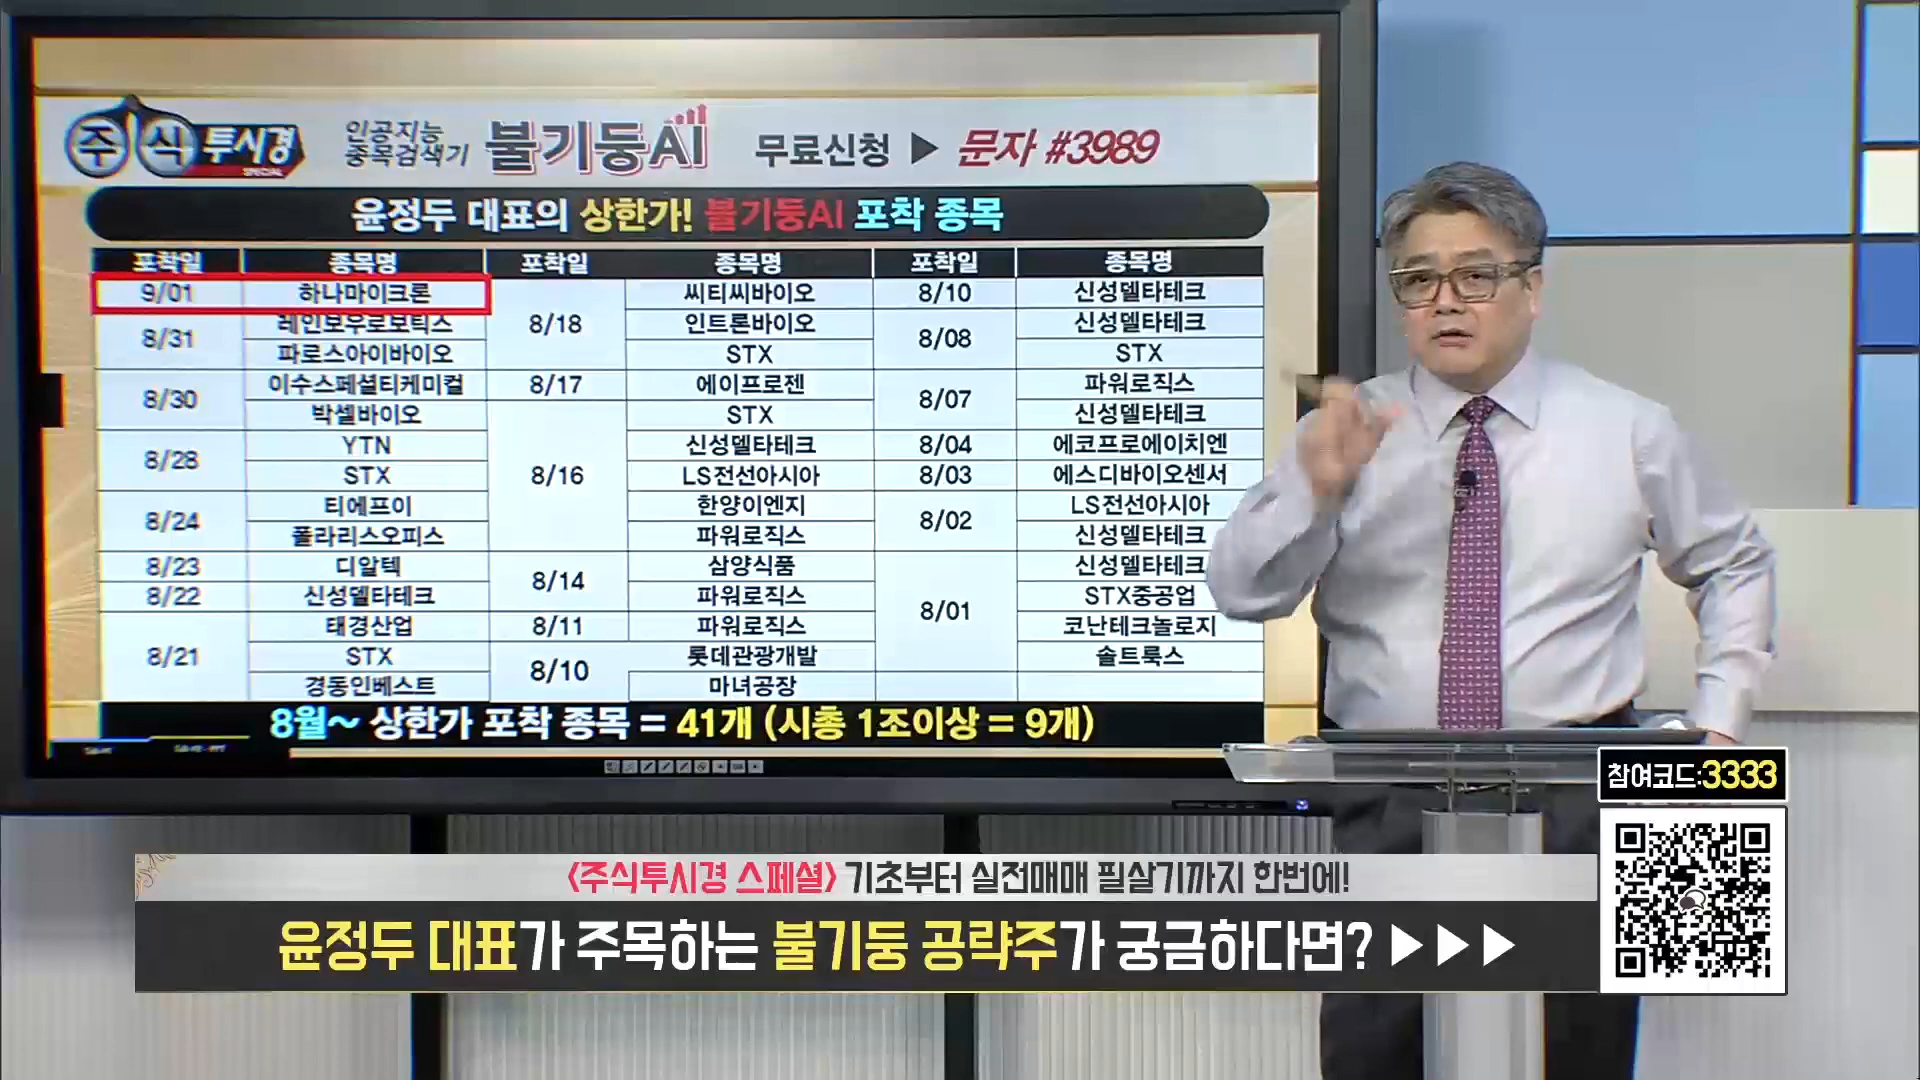 주식투시경
SPECIAL
인공지능
종목검색기
불기둥AI
무료신청 ▶ 문자 #3989
윤정두 대표의 상한가! 불기둥AI 포착 종목
포착일 종목명 포착일 종목명 포착일 종목명
9/01 하나마이크론
8/31 레인보우로보틱스
파로스아이바이오
8/30 이수스페셜티케미컬
박셀바이오
8/28 YTN
STX
8/24 티에프이
폴라리스오피스
8/23 디알텍
8/22 신성델타테크
8/21 태경산업
STX
경동인베스트
8/18 씨티씨바이오
인트론바이오
STX
8/17 에이프로젠
8/16 STX
신성델타테크
LS전선아시아
한양이엔지
파워로직스
8/14 삼양식품
파워로직스
8/11 파워로직스
8/10 롯데관광개발
마녀공장
8/10 신성델타테크
8/08 신성델타테크
STX
8/07 파워로직스
신성델타테크
8/04 에코프로에이치엔
8/03 에스디바이오센서
8/02 LS전선아시아
신성델타테크
8/01 신성델타테크
STX중공업
코난테크놀로지
솔트룩스
8월~ 상한가 포착 종목 = 41개 (시총 1조이상 = 9개)
참여코드:3333
<주식투시경 스페셜> 기초부터 실전매매 필살기까지 한번에!
윤정두 대표가 주목하는 불기둥 공략주가 궁금하다면? ▶▶▶